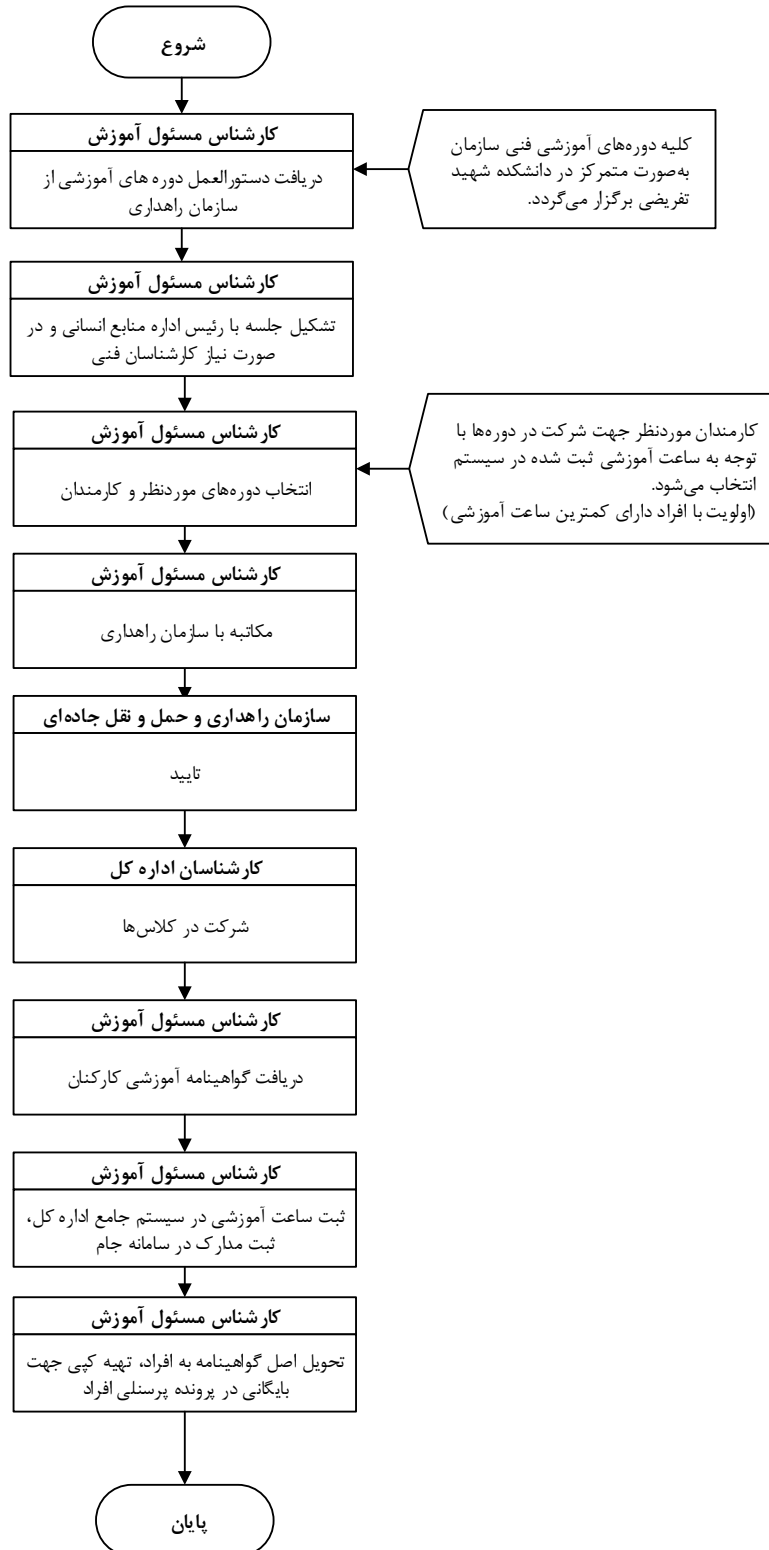 شروع
کارشناس مسئول آموزش
دریافت دستورالعمل دوره های آموزشی از
سازمان راهداری
کلیه دوره‌های آموزشی فنی سازمان
به‌صورت متمرکز در دانشکده شهید
تفریضی برگزار می‌گردد.
کارشناس مسئول آموزش
تشکیل جلسه با رئیس اداره منابع انسانی و در
صورت نیاز کارشناسان فنی
کارشناس مسئول آموزش
انتخاب دوره‌های موردنظر و کارمندان
کارمندان موردنظر جهت شرکت در دوره‌ها با
توجه به ساعت آموزشی ثبت شده در سیستم
انتخاب می‌شود.
(اولویت با افراد دارای کمترین ساعت آموزشی)
کارشناس مسئول آموزش
مکاتبه با سازمان راهداری
سازمان راهداری و حمل و نقل جاده‌ای
تایید
کارشناسان اداره کل
شرکت در کلاس‌ها
کارشناس مسئول آموزش
دریافت گواهینامه آموزشی کارکنان
کارشناس مسئول آموزش
ثبت ساعت آموزشی در سیستم جامع اداره کل،
ثبت مدارک در سامانه جام
کارشناس مسئول آموزش
تحویل اصل گواهینامه به افراد، تهیه کپی جهت
بایگانی در پرونده پرسنلی افراد
پایان